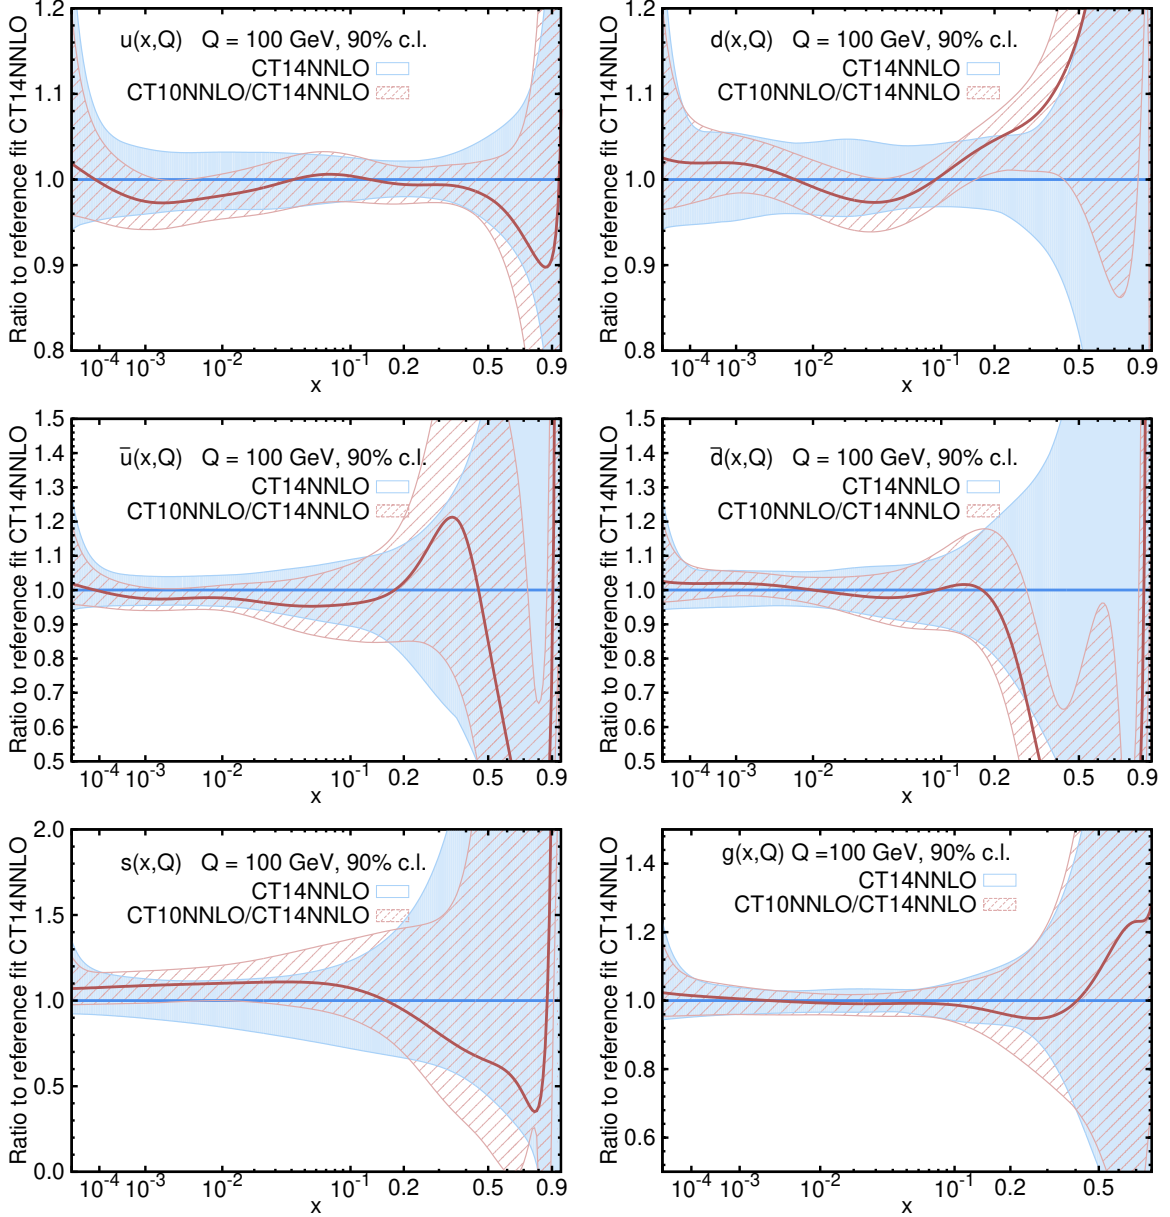 Ratio to reference fit CT14NNLO
1.2
1.1
1.0
0.9
0.8
u(x,Q) Q = 100 GeV, 90% c.l.
CT14NNLO
CT10NNLO/CT14NNLO
10-4 10-3 10-2 10-1 0.2 0.5 0.9
x
Ratio to reference fit CT14NNLO
1.2
1.1
1.0
0.9
0.8
d(x,Q) Q = 100 GeV, 90% c.l.
CT14NNLO
CT10NNLO/CT14NNLO
10-4 10-3 10-2 10-1 0.2 0.5 0.9
x
Ratio to reference fit CT14NNLO
1.5
1.4
1.3
1.2
1.1
1.0
0.9
0.8
0.7
0.6
0.5
u̅(x,Q) Q = 100 GeV, 90% c.l.
CT14NNLO
CT10NNLO/CT14NNLO
10-4 10-3 10-2 10-1 0.2 0.5 0.9
x
Ratio to reference fit CT14NNLO
1.5
1.4
1.3
1.2
1.1
1.0
0.9
0.8
0.7
0.6
0.5
d̅(x,Q) Q = 100 GeV, 90% c.l.
CT14NNLO
CT10NNLO/CT14NNLO
10-4 10-3 10-2 10-1 0.2 0.5 0.9
x
Ratio to reference fit CT14NNLO
2.0
1.5
1.0
0.5
0.0
s(x,Q) Q = 100 GeV, 90% c.l.
CT14NNLO
CT10NNLO/CT14NNLO
10-4 10-3 10-2 10-1 0.2 0.5 0.9
x
Ratio to reference fit CT14NNLO
1.4
1.2
1.0
0.8
0.6
g(x,Q) Q =100 GeV, 90% c.l.
CT14NNLO
CT10NNLO/CT14NNLO
10-4 10-3 10-2 10-1 0.2 0.5
x